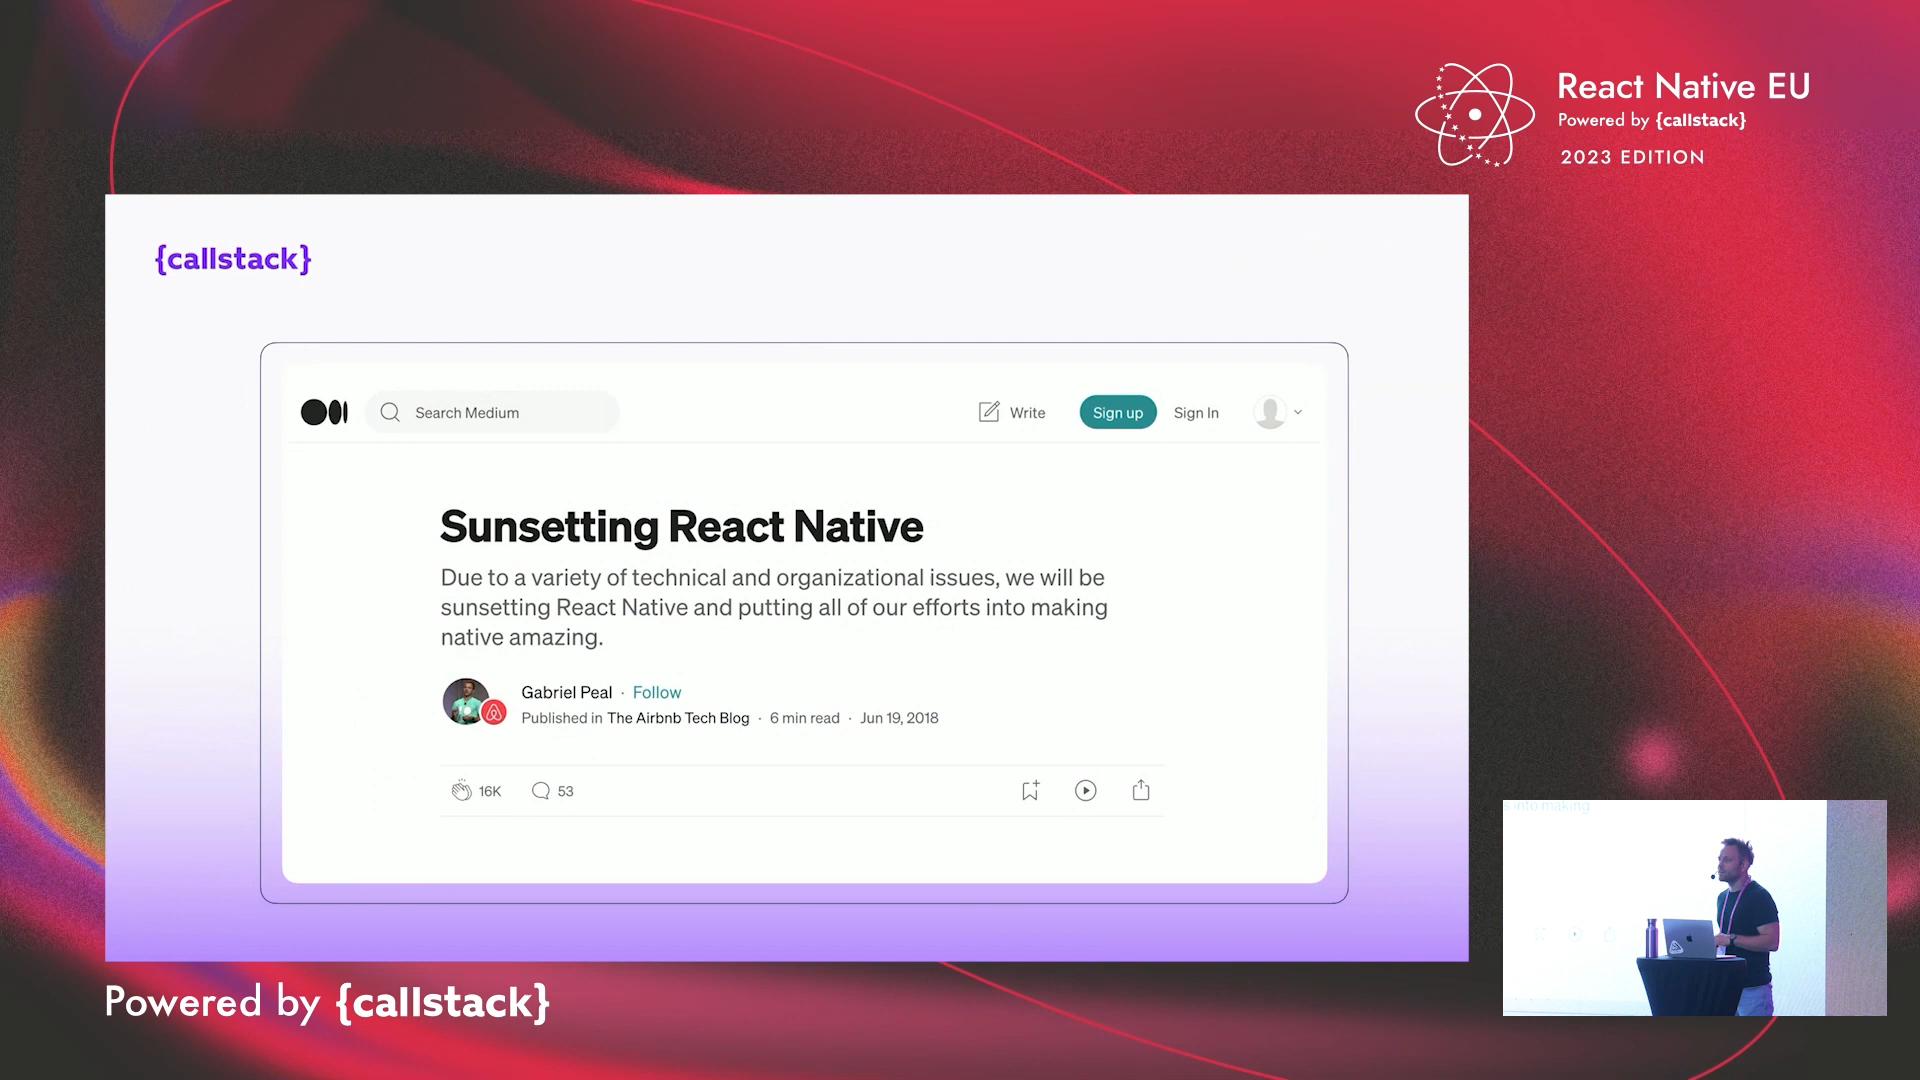 React Native EU
Powered by {callstack}
2023 EDITION
{callstack}
Search Medium
Write
Sign up
Sign In
Sunsetting React Native
Due to a variety of technical and organizational issues, we will be
sunsetting React Native and putting all of our efforts into making
native amazing.
Gabriel Peal · Follow
Published in The Airbnb Tech Blog · 6 min read · Jun 19, 2018
16K
53
into making
Powered by {callstack}